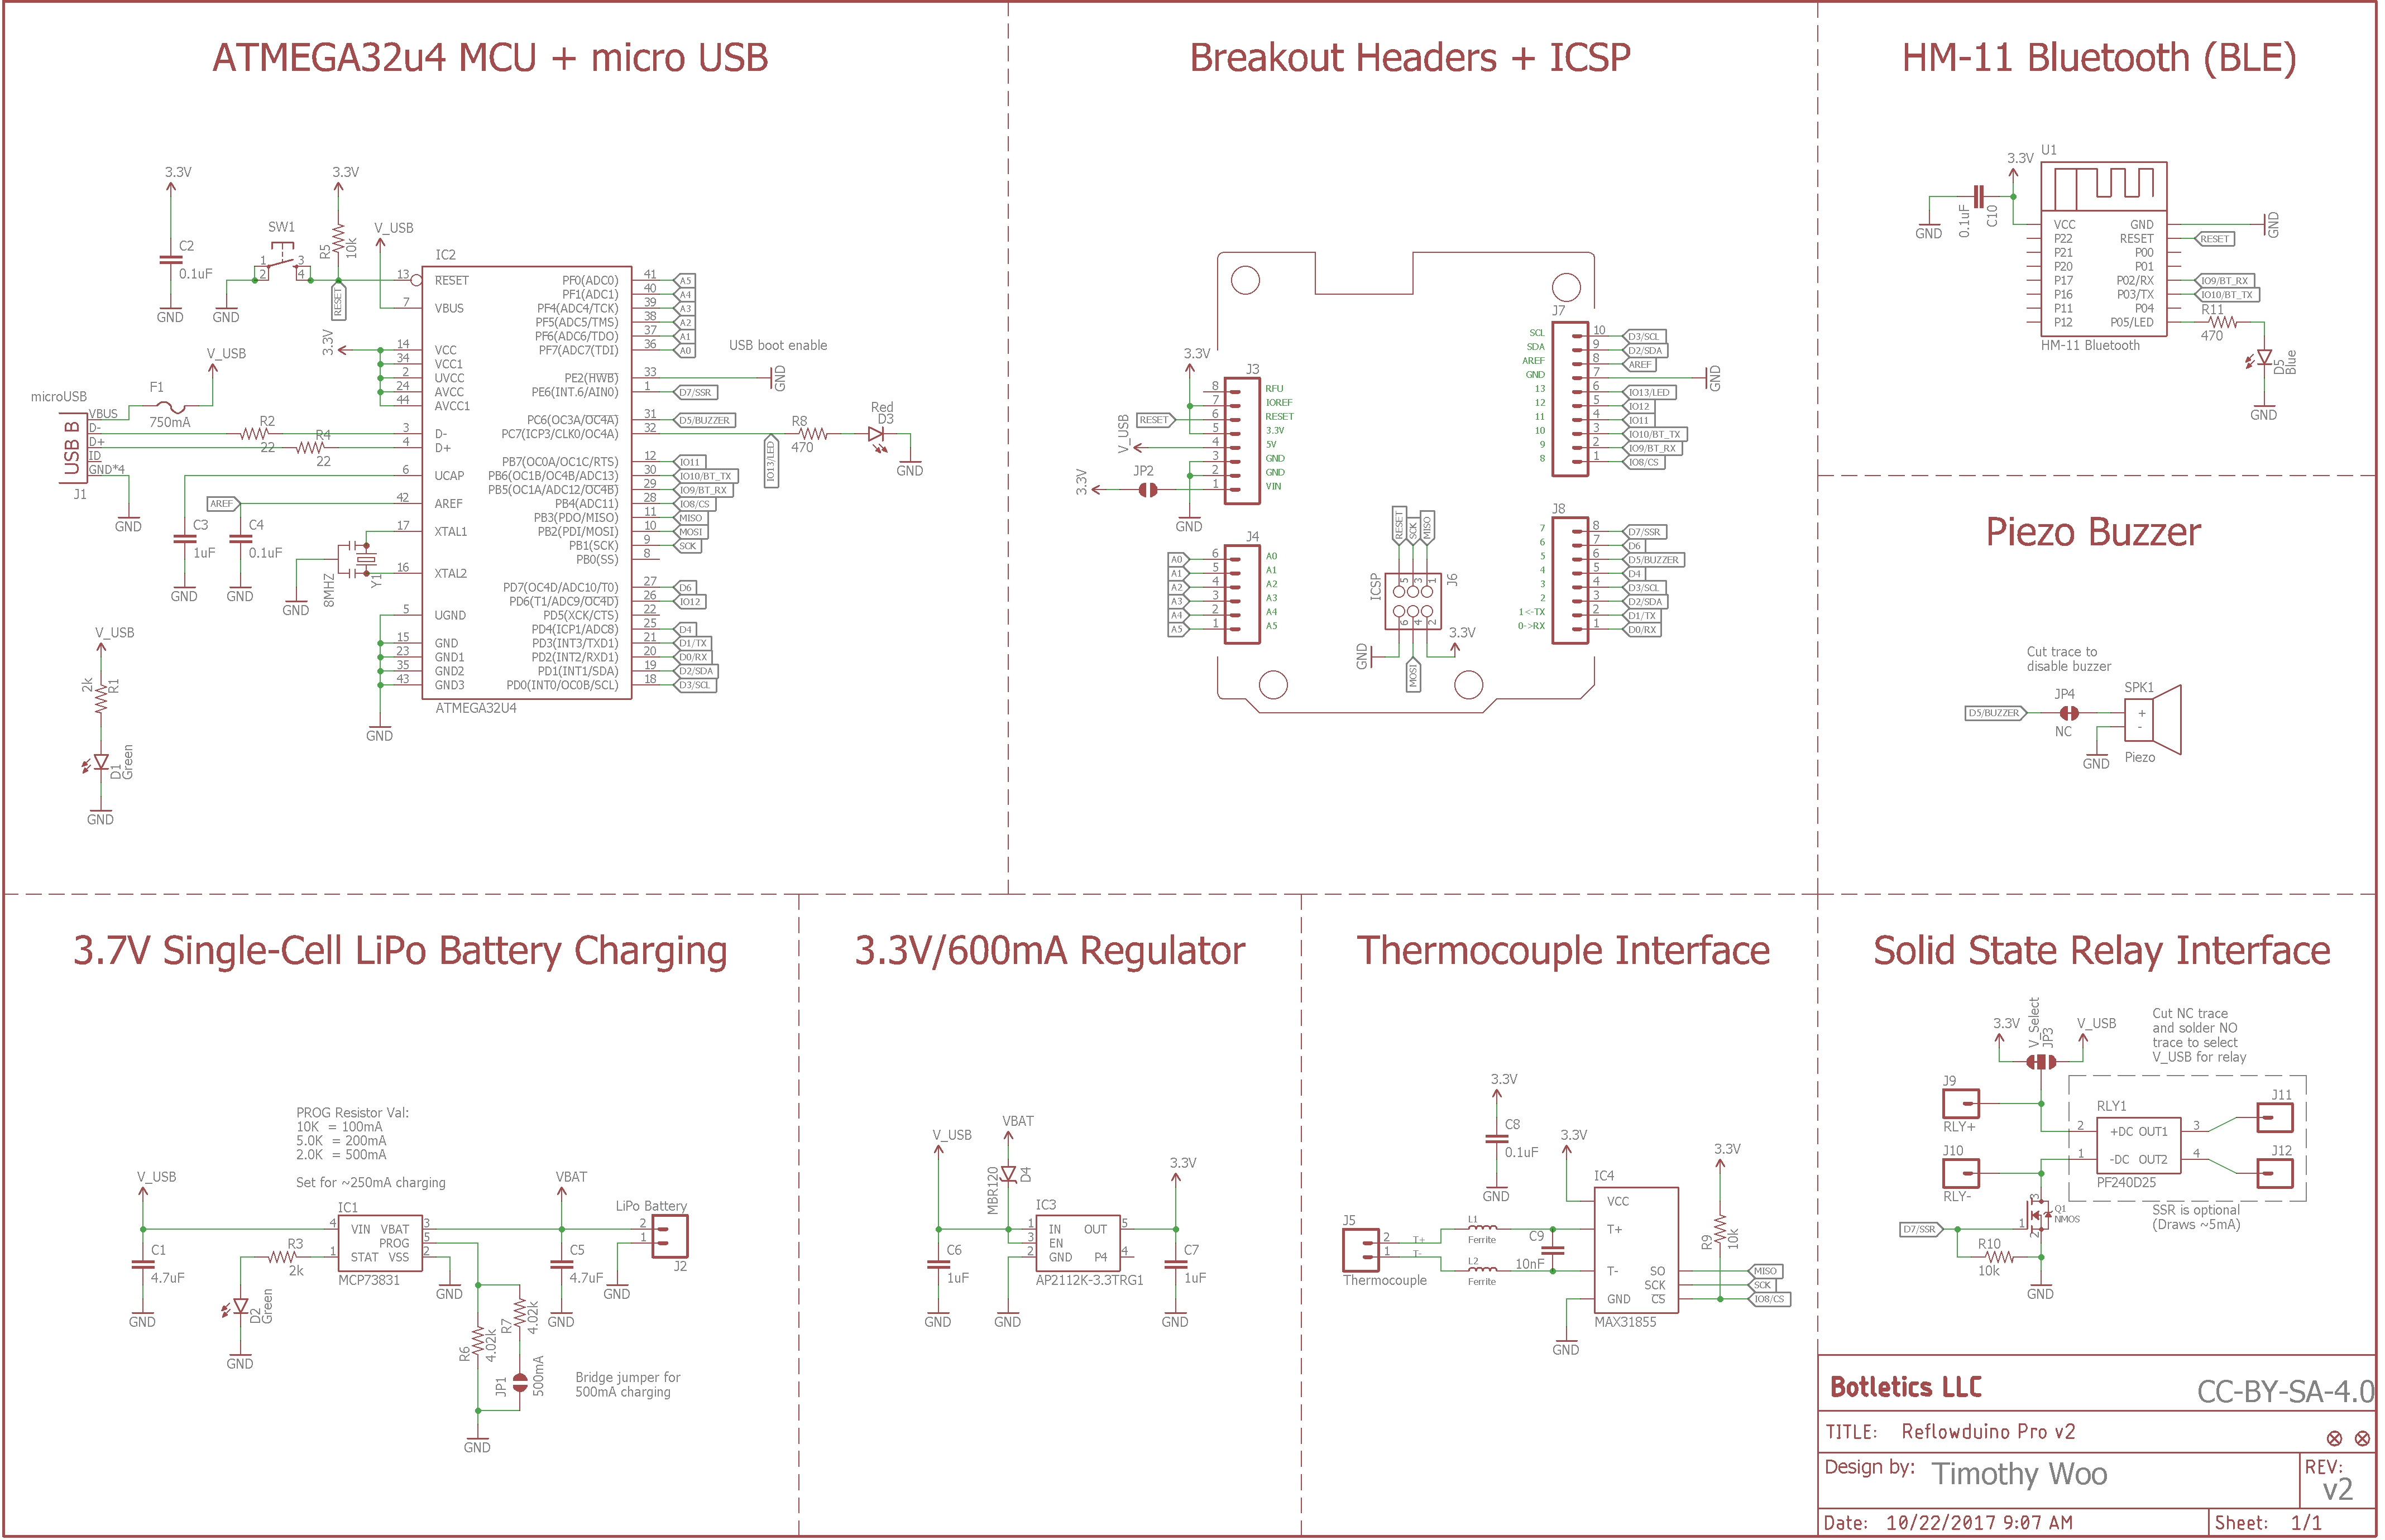 ATMEGA32u4 MCU + micro USB
3.3V
C2
0.1uF
GND
SW1
1
2
3
4
GND
3.3V
R5
10k
RESET
V_USB
3.3V
microUSB
USB B
J1
VBUS
D-
D+
ID
GND*4
GND
F1
750mA
V_USB
R2
22
R4
22
AREF
C3
1uF
GND
C4
0.1uF
GND
GND
8MHZ
Y1
V_USB
2k
R1
D1
Green
GND
GND
IC2
ATMEGA32U4
13 RESET
7 VBUS
14 VCC
34 VCC1
2 UVCC
24 AVCC
44 AVCC1
3 D-
4 D+
6 UCAP
42 AREF
17 XTAL1
16 XTAL2
5 UGND
15 GND
23 GND1
35 GND2
43 GND3
PF0(ADC0) 41 A5
PF1(ADC1) 40 A4
PF4(ADC4/TCK) 39 A3
PF5(ADC5/TMS) 38 A2
PF6(ADC6/TDO) 37 A1
PF7(ADC7(TDI) 36 A0
USB boot enable
PE2(HWB) 33 GND
PE6(INT.6/AIN0) 1 D7/SSR
PC6(OC3A/OC4A) 31 D5/BUZZER
PC7(ICP3/CLK0/OC4A) 32
IO13/LED
R8
470
Red
D3
GND
PB7(OC0A/OC1C/RTS) 12 IO11
PB6(OC1B/OC4B/ADC13) 30 IO10/BT_TX
PB5(OC1A/ADC12/OC4B) 29 IO9/BT_RX
PB4(ADC11) 28 IO8/CS
PB3(PDO/MISO) 11 MISO
PB2(PDI/MOSI) 10 MOSI
PB1(SCK) 9 SCK
PB0(SS) 8
PD7(OC4D/ADC10/T0) 27 D6
PD6(T1/ADC9/OC4D) 26 IO12
PD5(XCK/CTS) 22
PD4(ICP1/ADC8) 25 D4
PD3(INT3/TXD1) 21 D1/TX
PD2(INT2/RXD1) 20 D0/RX
PD1(INT1/SDA) 19 D2/SDA
PD0(INT0/OC0B/SCL) 18 D3/SCL
Breakout Headers + ICSP
3.3V
J3
8 RFU
7 IOREF
RESET 6 RESET
5 3.3V
V_USB 4 5V
3 GND
2 GND
3.3V JP2 1 VIN
GND
J4
A0 6 A0
A1 5 A1
A2 4 A2
A3 3 A3
A4 2 A4
A5 1 A5
RESET
SCK
MISO
ICSP
J6
5 3 1
6 4 2
3.3V
GND
MOSI
J7
SCL 10 D3/SCL
SDA 9 D2/SDA
AREF 8 AREF
GND 7 GND
13 6 IO13/LED
12 5 IO12
11 4 IO11
10 3 IO10/BT_TX
9 2 IO9/BT_RX
8 1 IO8/CS
J8
7 8 D7/SSR
6 7 D6
5 6 D5/BUZZER
4 5 D4
3 4 D3/SCL
2 3 D2/SDA
1<-TX 2 D1/TX
0->RX 1 D0/RX
HM-11 Bluetooth (BLE)
3.3V
U1
GND
0.1uF
C10
VCC GND GND
P22 RESET RESET
P21 P00
P20 P01
P17 P02/RX IO9/BT_RX
P16 P03/TX IO10/BT_TX
P11 P04
P12 P05/LED
HM-11 Bluetooth
R11
470
D5
Blue
GND
Piezo Buzzer
Cut trace to
disable buzzer
D5/BUZZER
JP4
NC
SPK1
+
-
GND
Piezo
3.7V Single-Cell LiPo Battery Charging
PROG Resistor Val:
10K = 100mA
5.0K = 200mA
2.0K = 500mA
Set for ~250mA charging
V_USB
C1
4.7uF
GND
R3
2k
D2
Green
GND
IC1
4 VIN VBAT 3
PROG 5
1 STAT VSS 2
MCP73831
GND
R6
4.02k
R7
4.02k
JP1
500mA
GND
Bridge jumper for
500mA charging
VBAT
C5
4.7uF
GND
LiPo Battery
2
1
J2
GND
3.3V/600mA Regulator
V_USB
C6
1uF
GND
VBAT
MBR120
D4
IC3
1 IN OUT 5
3 EN
2 GND P4 4
AP2112K-3.3TRG1
GND
3.3V
C7
1uF
GND
Thermocouple Interface
3.3V
C8
0.1uF
GND
J5
2 T+
1 T-
Thermocouple
L1
Ferrite
L2
Ferrite
C9
10nF
3.3V
IC4
VCC
T+
T-
GND
SO MISO
SCK SCK
CS IO8/CS
MAX31855
GND
3.3V
R9
10k
Solid State Relay Interface
3.3V
V_Select
JP3
V_USB
Cut NC trace
and solder NO
trace to select
V_USB for relay
J9
RLY+
J10
RLY-
RLY1
2 +DC OUT1 3
1 -DC OUT2 4
PF240D25
J11
J12
SSR is optional
(Draws ~5mA)
D7/SSR
R10
10k
1
3
2
Q1
NMOS
GND
Botletics LLC
CC-BY-SA-4.0
TITLE: Reflowduino Pro v2
Design by: Timothy Woo
REV:
v2
Date: 10/22/2017 9:07 AM
Sheet: 1/1